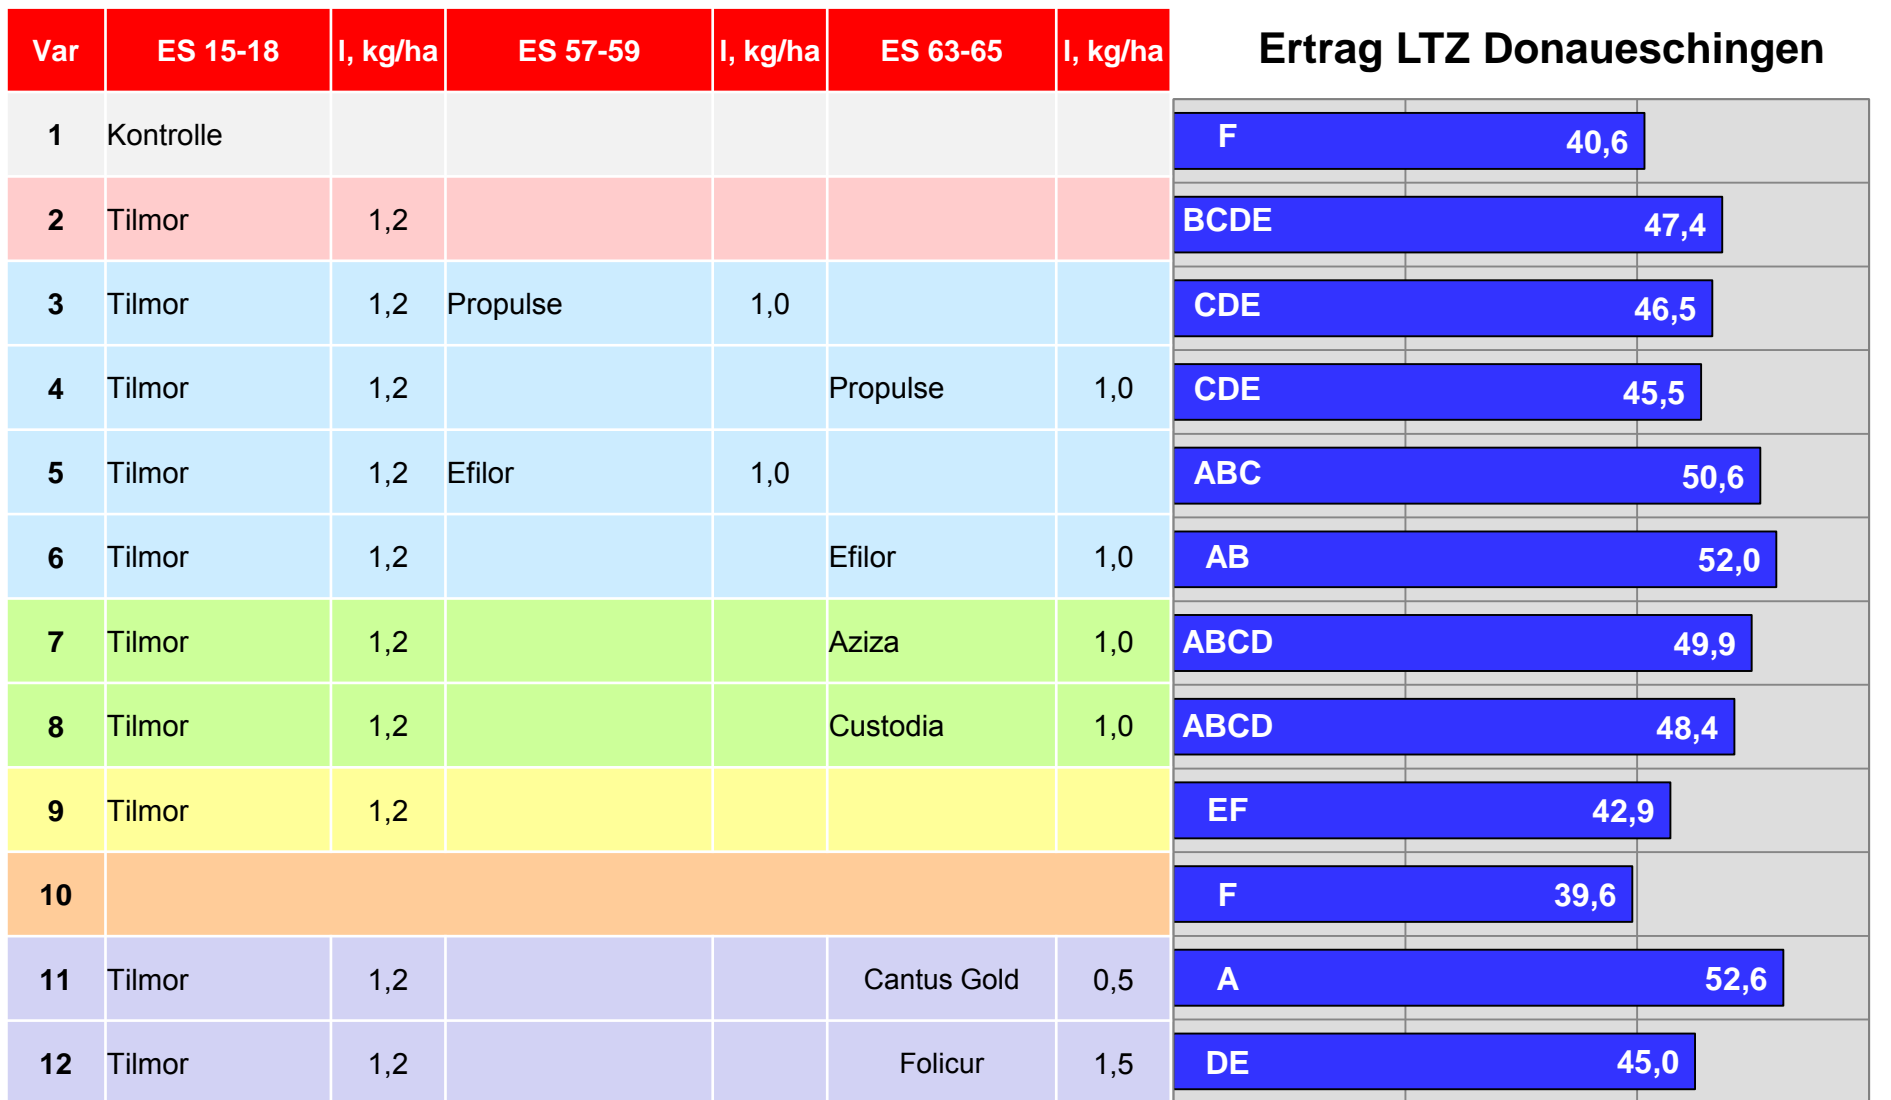 Var ES 15-18 l, kg/ha ES 57-59 l, kg/ha ES 63-65 l, kg/ha Ertrag LTZ Donaueschingen
1 Kontrolle F 40,6
2 Tilmor 1,2 BCDE 47,4
3 Tilmor 1,2 Propulse 1,0 CDE 46,5
4 Tilmor 1,2 Propulse 1,0 CDE 45,5
5 Tilmor 1,2 Efilor 1,0 ABC 50,6
6 Tilmor 1,2 Efilor 1,0 AB 52,0
7 Tilmor 1,2 Aziza 1,0 ABCD 49,9
8 Tilmor 1,2 Custodia 1,0 ABCD 48,4
9 Tilmor 1,2 EF 42,9
10 F 39,6
11 Tilmor 1,2 Cantus Gold 0,5 A 52,6
12 Tilmor 1,2 Folicur 1,5 DE 45,0